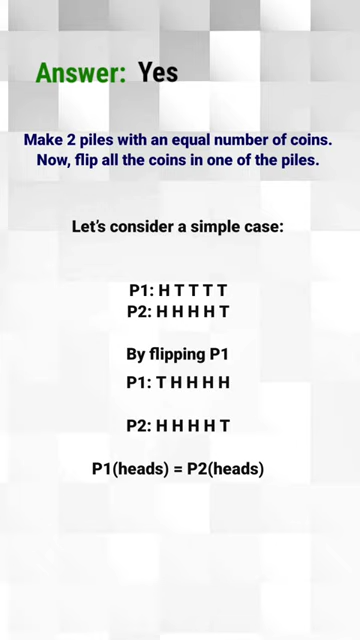 Answer: Yes
Make 2 piles with an equal number of coins.
Now, flip all the coins in one of the piles.
Let's consider a simple case:
P1: H T T T T
P2: H H H H T
By flipping P1
P1: T H H H H
P2: H H H H T
P1(heads) = P2(heads)